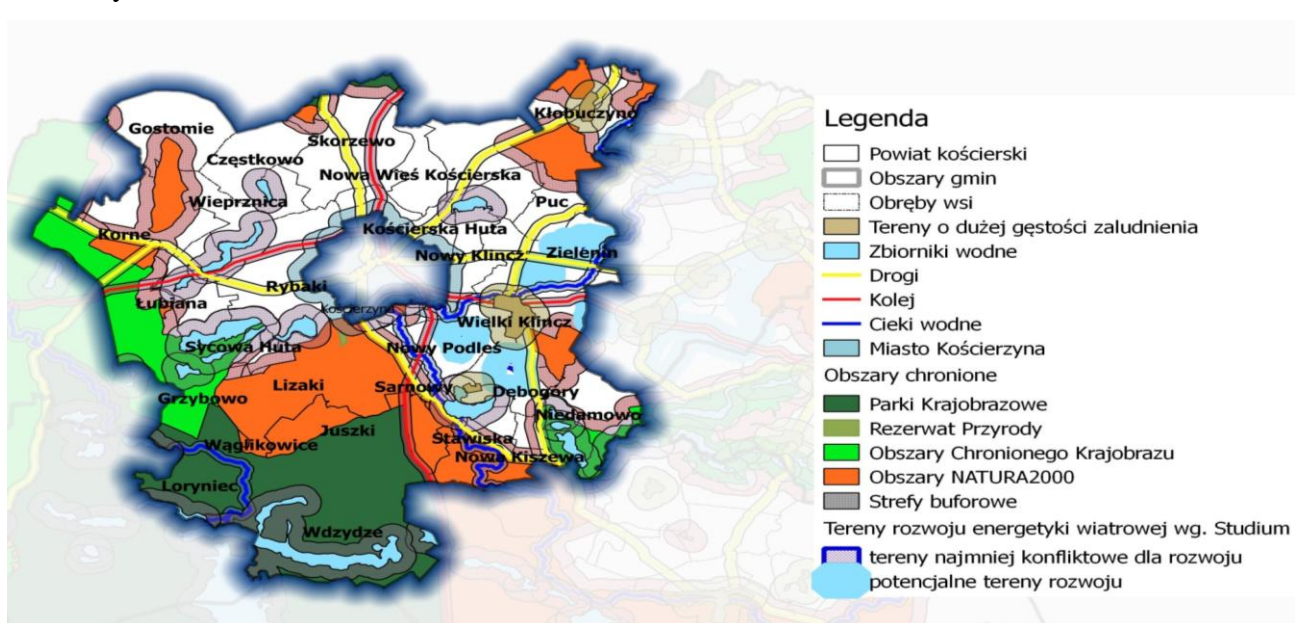 Kłobuczyno
Gostomie
Skorzewo
Częstkowo
Nowa Wieś Kościerska
Wieprznica
Puc
Kościerska Huta
Korne
Nowy Klincz
Zielenin
Rybaki
Łubiana
Kościerzyna
Wielki Klincz
Sycowa Huta
Nowy Podleś
Lizaki
Sarnowy
Dębogóry
Grzybowo
Niedamowo
Juszki
Wąglikowice
Stawiska
Nowa Kiszewa
Loryniec
Wdzydze
Legenda
Powiat kościerski
Obszary gmin
Obręby wsi
Tereny o dużej gęstości zaludnienia
Zbiorniki wodne
Drogi
Kolej
Cieki wodne
Miasto Kościerzyna
Obszary chronione
Parki Krajobrazowe
Rezerwat Przyrody
Obszary Chronionego Krajobrazu
Obszary NATURA2000
Strefy buforowe
Tereny rozwoju energetyki wiatrowej wg. Studium
tereny najmniej konfliktowe dla rozwoju
potencjalne tereny rozwoju